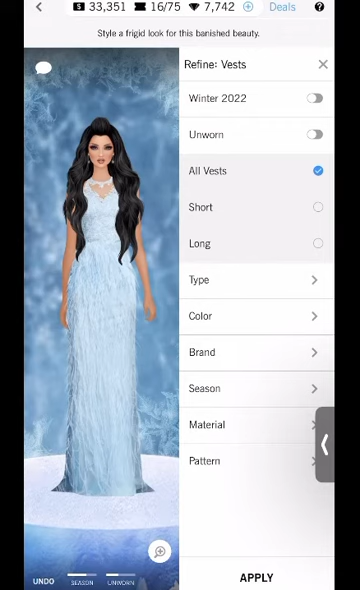 33,351 16/75 7,742 Deals ?
Style a frigid look for this banished beauty.
Refine: Vests
Winter 2022
Unworn
All Vests
Short
Long
Type
Color
Brand
Season
Material
Pattern
UNDO SEASON UNWORN APPLY